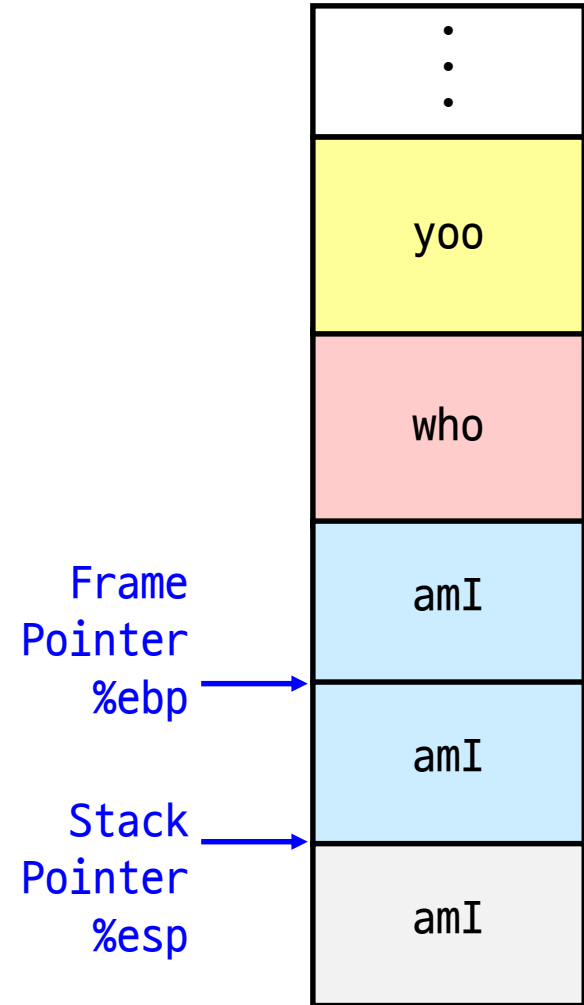 yoo
who
Frame
Pointer
%ebp
amI
amI
Stack
Pointer
%esp
amI